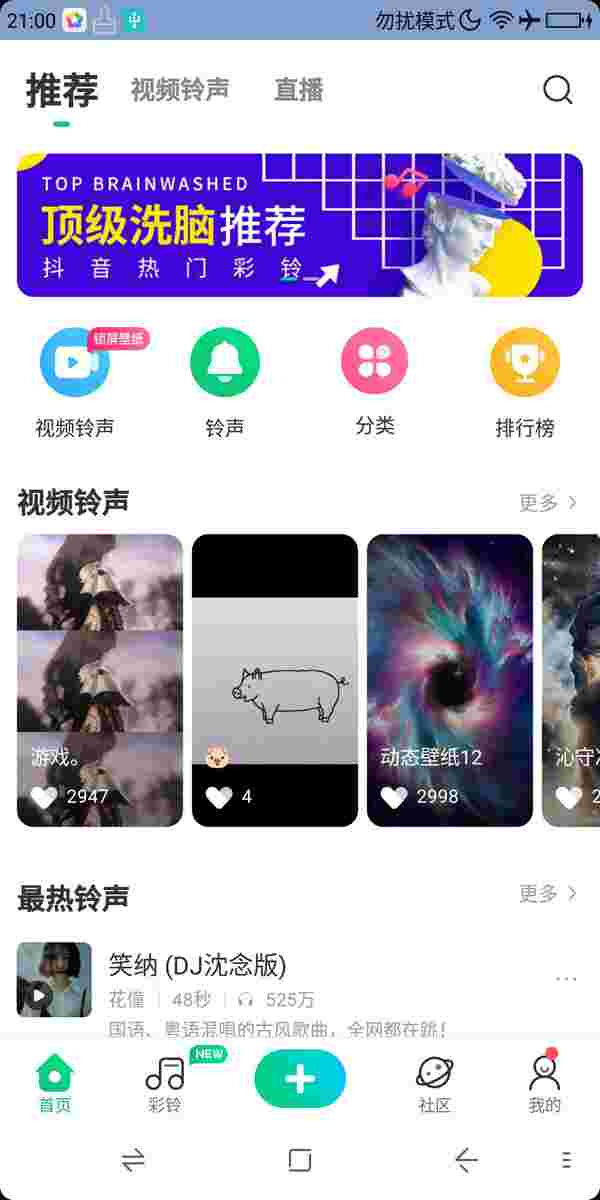 21:00
勿扰模式
推荐
视频铃声
直播
TOP BRAINWASHED
顶级洗脑推荐
抖音热门彩铃
锁屏壁纸
视频铃声
铃声
分类
排行榜
视频铃声
更多
游戏。
2947
4
动态壁纸12
2998
沁守
2
最热铃声
更多
笑纳 (DJ沈念版)
花僮
48秒
525万
国语、粤语混唱的古风歌曲,全网都在跳!
NEW
首页
彩铃
社区
我的